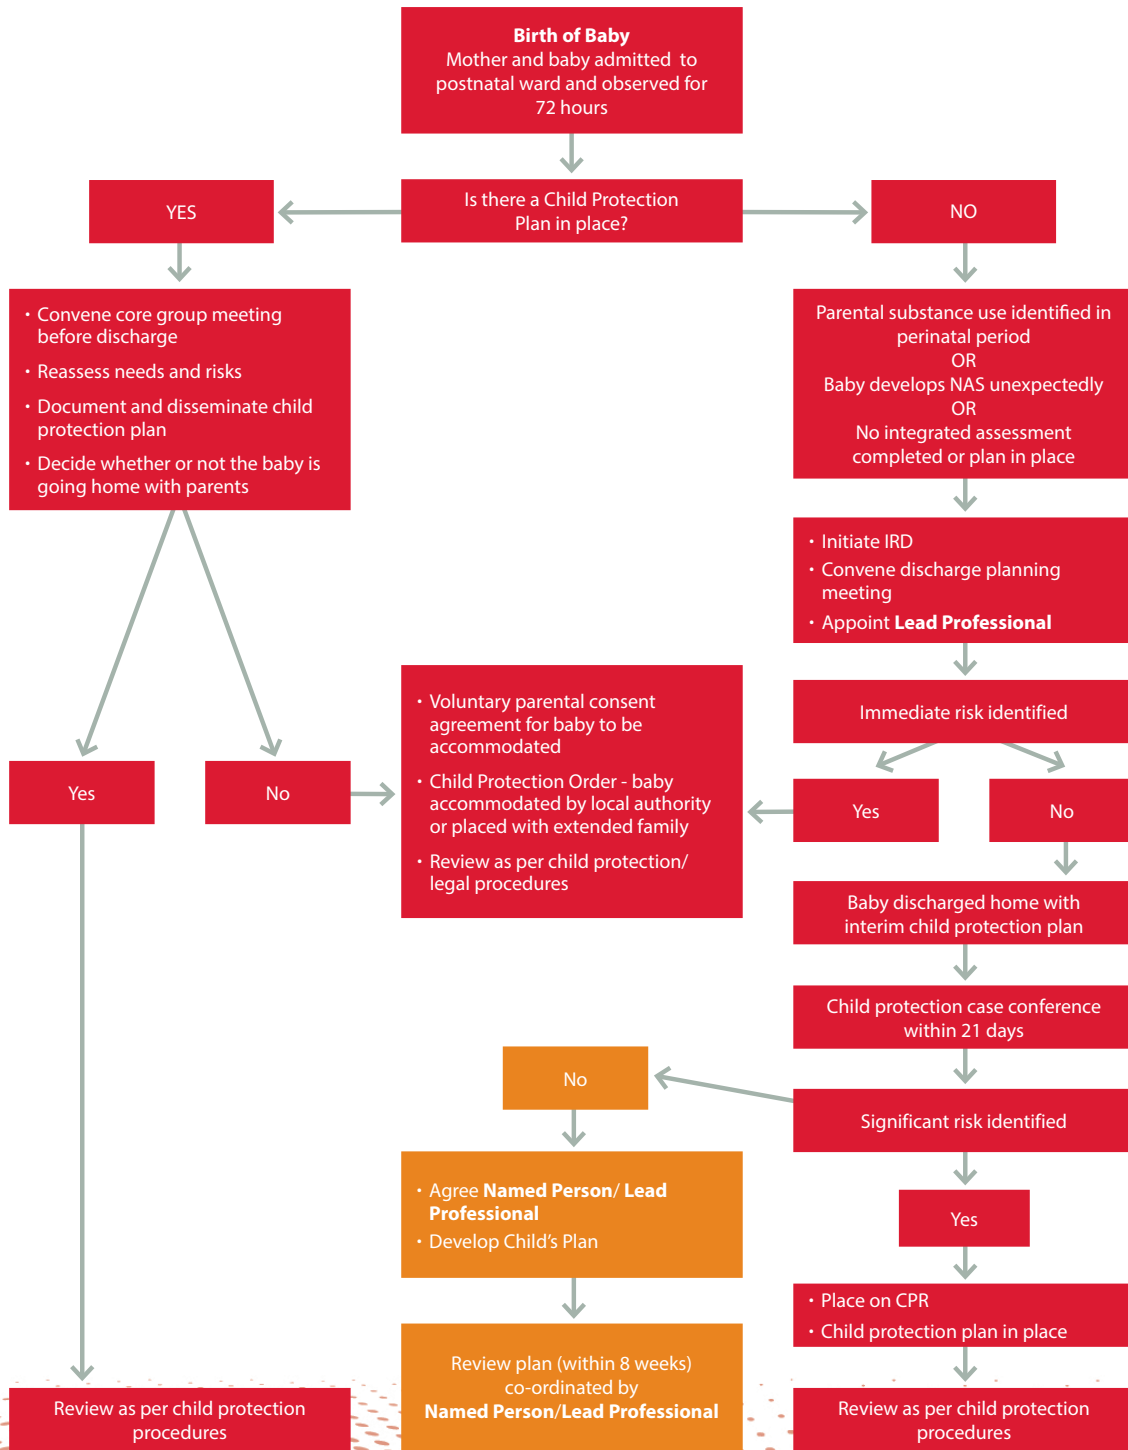 Birth of Baby
Mother and baby admitted to
postnatal ward and observed for
72 hours
YES
Is there a Child Protection
Plan in place?
NO
• Convene core group meeting
before discharge
• Reassess needs and risks
• Document and disseminate child
protection plan
• Decide whether or not the baby is
going home with parents
Parental substance use identified in
perinatal period
OR
Baby develops NAS unexpectedly
OR
No integrated assessment
completed or plan in place
• Initiate IRD
• Convene discharge planning
meeting
• Appoint Lead Professional
Immediate risk identified
Yes
No
• Voluntary parental consent
agreement for baby to be
accommodated
• Child Protection Order - baby
accommodated by local authority
or placed with extended family
• Review as per child protection/
legal procedures
Yes
No
Baby discharged home with
interim child protection plan
Child protection case conference
within 21 days
No
Significant risk identified
• Agree Named Person/ Lead
Professional
• Develop Child's Plan
Yes
• Place on CPR
• Child protection plan in place
Review as per child protection
procedures
Review plan (within 8 weeks)
co-ordinated by
Named Person/Lead Professional
Review as per child protection
procedures